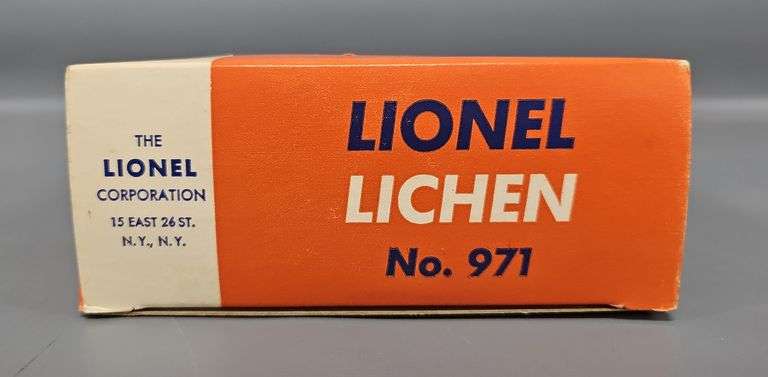 THE
LIONEL
CORPORATION
15 EAST 26 ST.
N.Y., N.Y.
LIONEL
LICHEN
No. 971